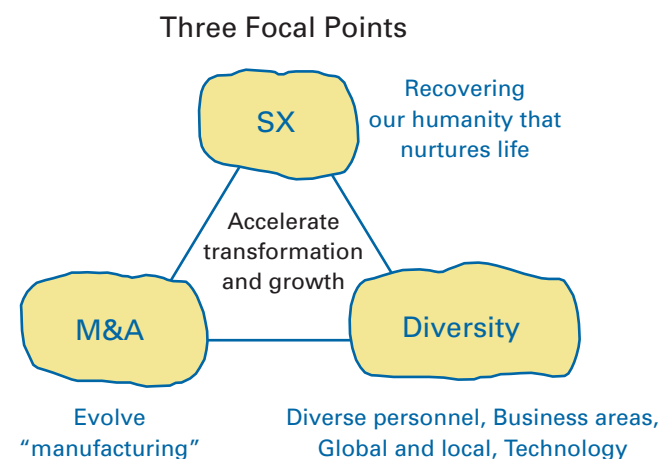 Three Focal Points
SX
Recovering
our humanity that
nurtures life
Accelerate
transformation
and growth
M&A
Diversity
Evolve
“manufacturing”
Diverse personnel, Business areas,
Global and local, Technology